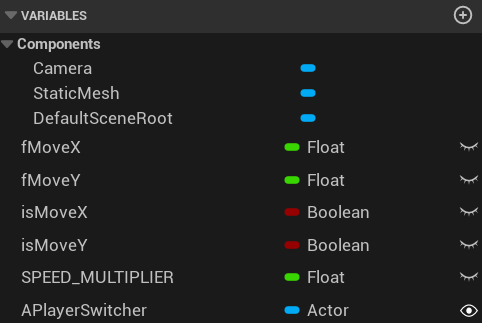 VARIABLES
Components
Camera
StaticMesh
DefaultSceneRoot
fMoveX Float
fMoveY Float
isMoveX Boolean
isMoveY Boolean
SPEED_MULTIPLIER Float
APlayerSwitcher Actor